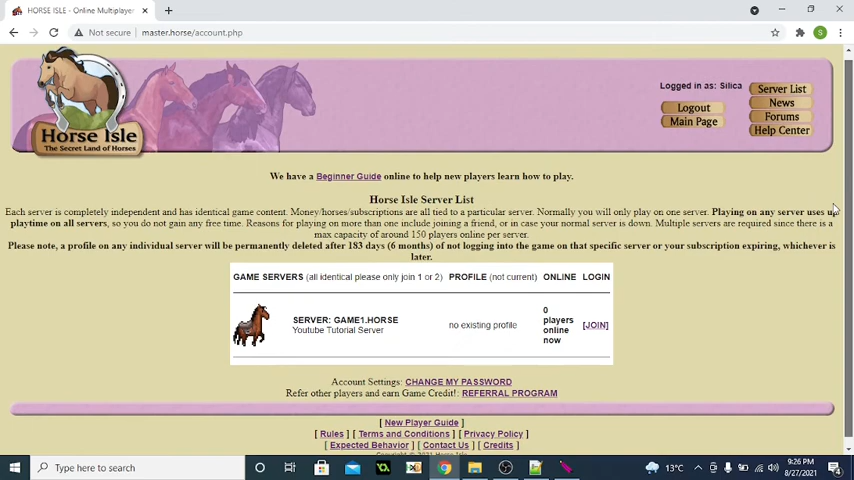 HORSE ISLE - Online Multiplayer
Not secure | master.horse/account.php
S
Logged in as: Silica
Server List
Logout
News
Main Page
Forums
Help Center
Horse Isle
The Secret Land of Horses
We have a Beginner Guide online to help new players learn how to play.
Horse Isle Server List
Each server is completely independent and has identical game content. Money/horses/subscriptions are all tied to a particular server. Normally you will only play on one server. Playing on any server uses up
playtime on all servers, so you do not gain any free time. Reasons for playing on more than one include joining a friend, or in case your normal server is down. Multiple servers are required since there is a
max capacity of around 150 players online per server.
Please note, a profile on any individual server will be permanently deleted after 183 days (6 months) of not logging into the game on that specific server or your subscription expiring, whichever is
later.
GAME SERVERS (all identical please only join 1 or 2) PROFILE (not current) ONLINE LOGIN
SERVER: GAME1.HORSE
Youtube Tutorial Server
no existing profile
0
players
online
now
[JOIN]
Account Settings: CHANGE MY PASSWORD
Refer other players and earn Game Credit!: REFERRAL PROGRAM
[ New Player Guide ]
[ Rules ] [ Terms and Conditions ] [ Privacy Policy ]
[ Expected Behavior ] [ Contact Us ] [ Credits ]
Copyright © 2021 Horse Isle
Type here to search
13°C
9:26 PM
8/27/2021
4